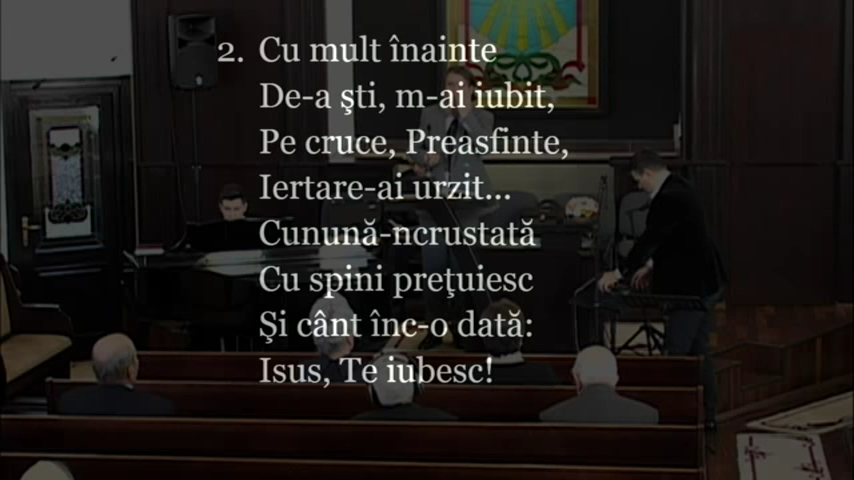 2. Cu mult înainte
De-a şti, m-ai iubit,
Pe cruce, Preasfinte,
Iertare-ai urzit...
Cunună-ncrustată
Cu spini preţuiesc
Şi cânt înc-o dată:
Isus, Te iubesc!